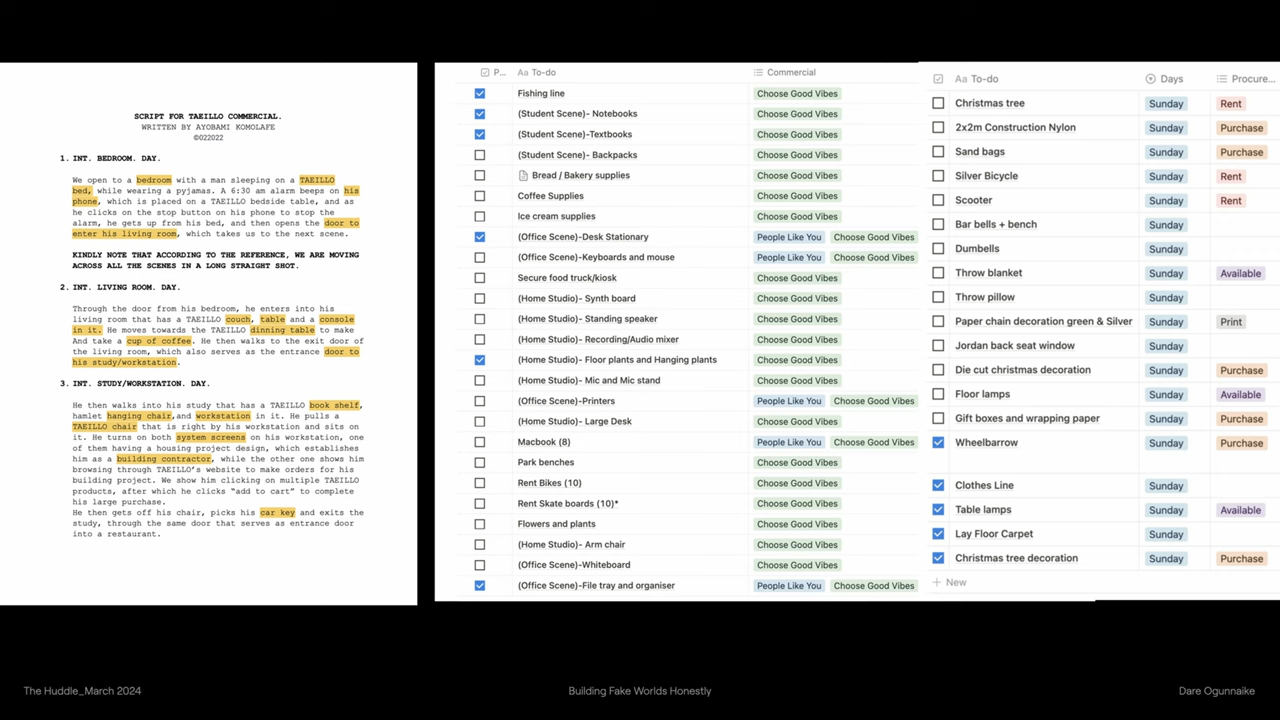 SCRIPT FOR TAEILLO COMMERCIAL.
WRITTEN BY AYOBAMI KOMOLAFE
©022022
1. INT. BEDROOM. DAY.
We open to a bedroom with a man sleeping on a TAEILLO
bed, while wearing a pyjamas. A 6:30 am alarm beeps on his
phone, which is placed on a TAEILLO bedside table, and as
he clicks on the stop button on his phone to stop the
alarm, he gets up from his bed, and then opens the door to
enter his living room, which takes us to the next scene.
KINDLY NOTE THAT ACCORDING TO THE REFERENCE, WE ARE MOVING
ACROSS ALL THE SCENES IN A LONG STRAIGHT SHOT.
2. INT. LIVING ROOM. DAY.
Through the door from his bedroom, he enters into his
living room that has a TAEILLO couch, table and a console
in it. He moves towards the TAEILLO dinning table to make
And take a cup of coffee. He then walks to the exit door of
the living room, which also serves as the entrance door to
his study/workstation.
3. INT. STUDY/WORKSTATION. DAY.
He then walks into his study that has a TAEILLO book shelf,
hamlet hanging chair,and workstation in it. He pulls a
TAEILLO chair that is right by his workstation and sits on
it. He turns on both system screens on his workstation, one
of them having a housing project design, which establishes
him as a building contractor, while the other one shows him
browsing through TAEILLO's website to make orders for his
building project. We show him clicking on multiple TAEILLO
products, after which he clicks "add to cart" to complete
his large purchase.
He then gets off his chair, picks his car key and exits the
study, through the same door that serves as entrance door
into a restaurant.
P... Aa To-do Commercial
Fishing line Choose Good Vibes
(Student Scene)- Notebooks Choose Good Vibes
(Student Scene)-Textbooks Choose Good Vibes
(Student Scene)- Backpacks Choose Good Vibes
Bread / Bakery supplies Choose Good Vibes
Coffee Supplies Choose Good Vibes
Ice cream supplies Choose Good Vibes
(Office Scene)-Desk Stationary People Like You Choose Good Vibes
(Office Scene)-Keyboards and mouse People Like You Choose Good Vibes
Secure food truck/kiosk Choose Good Vibes
(Home Studio)- Synth board Choose Good Vibes
(Home Studio)- Standing speaker Choose Good Vibes
(Home Studio)- Recording/Audio mixer Choose Good Vibes
(Home Studio)- Floor plants and Hanging plants Choose Good Vibes
(Home Studio)- Mic and Mic stand Choose Good Vibes
(Office Scene)-Printers People Like You Choose Good Vibes
(Home Studio)- Large Desk Choose Good Vibes
Macbook (8) People Like You Choose Good Vibes
Park benches Choose Good Vibes
Rent Bikes (10) Choose Good Vibes
Rent Skate boards (10)* Choose Good Vibes
Flowers and plants Choose Good Vibes
(Home Studio)- Arm chair Choose Good Vibes
(Office Scene)-Whiteboard Choose Good Vibes
(Office Scene)-File tray and organiser People Like You Choose Good Vibes
Aa To-do Days Procure...
Christmas tree Sunday Rent
2x2m Construction Nylon Sunday Purchase
Sand bags Sunday Purchase
Silver Bicycle Sunday Rent
Scooter Sunday Rent
Bar bells + bench Sunday
Dumbells Sunday
Throw blanket Sunday Available
Throw pillow Sunday
Paper chain decoration green & Silver Sunday Print
Jordan back seat window Sunday
Die cut christmas decoration Sunday Purchase
Floor lamps Sunday Available
Gift boxes and wrapping paper Sunday Purchase
Wheelbarrow Sunday Purchase
Clothes Line Sunday
Table lamps Sunday Available
Lay Floor Carpet Sunday
Christmas tree decoration Sunday Purchase
+ New
The Huddle_March 2024
Building Fake Worlds Honestly
Dare Ogunnaike